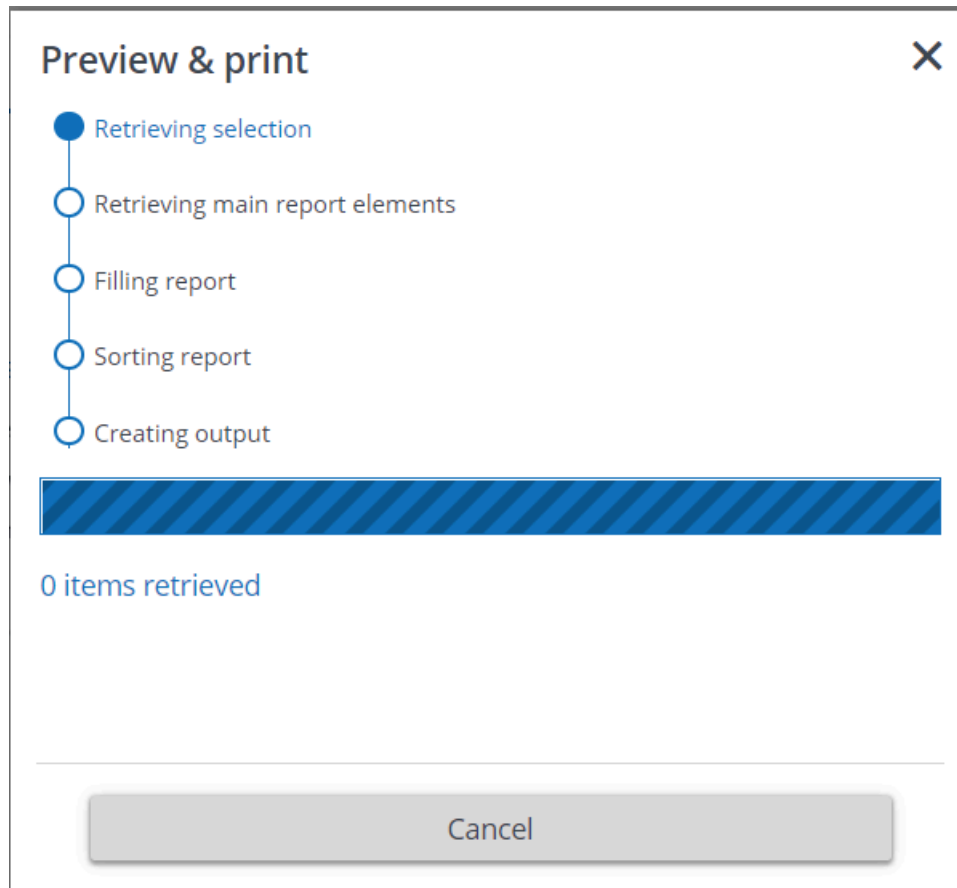 Preview & print
Retrieving selection
Retrieving main report elements
Filling report
Sorting report
Creating output
0 items retrieved
Cancel